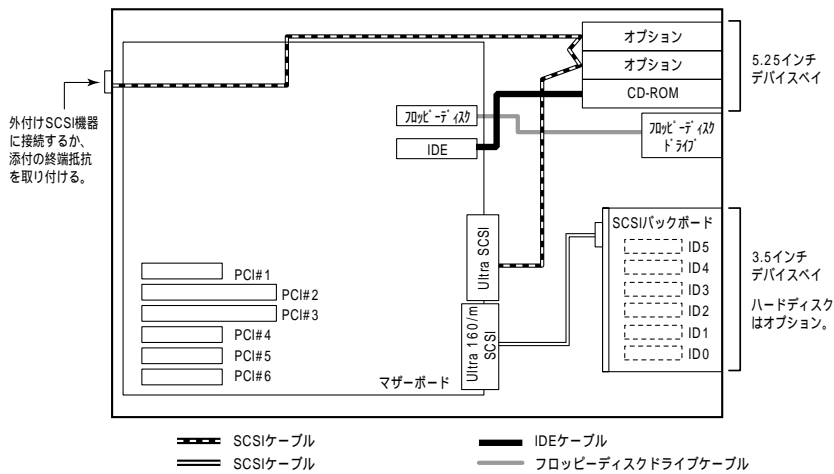 オプション
オプション
CD-ROM
5.25インチ
デバイスベイ
フロッピーディスク
フロッピーディスク
ドライブ
IDE
外付けSCSI機器
に接続するか、
添付の終端抵抗
を取り付ける。
Ultra SCSI
SCSIバックボード
ID5
ID4
ID3
ID2
ID1
ID0
3.5インチ
デバイスベイ
ハードディスク
はオプション。
PCI#1
PCI#2
PCI#3
PCI#4
PCI#5
PCI#6
Ultra 160/m
SCSI
マザーボード
SCSIケーブル
IDEケーブル
SCSIケーブル
フロッピーディスクドライブケーブル